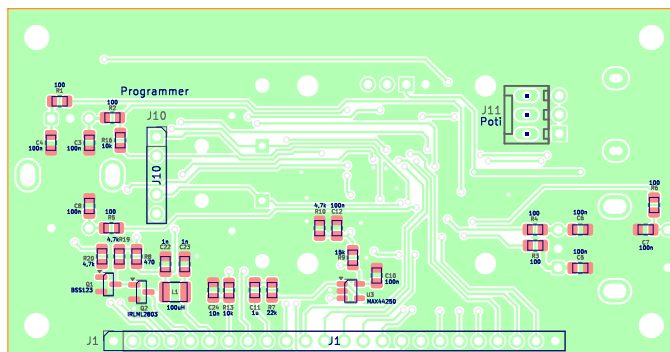 100
R1
Programmer
R2
100
J11
Poti
J10
R18
10k
C4
100n
C3
100n
J10
R6
100
C8
100n
4,7k 100n
R10 C12
R5
100
R4
100
C6
100n
C7
100n
4,7k
R19
R20
4,7k
R8
470
1n
C22
1n
C23
15k
R9
R3
100
100n
C5
C10
100n
Q1
BSS123
Q2
IRLML2803
L1
100uH
C24
10n
R13
10k
C11
1u
R7
22k
U3
MAX44250
J1
J1